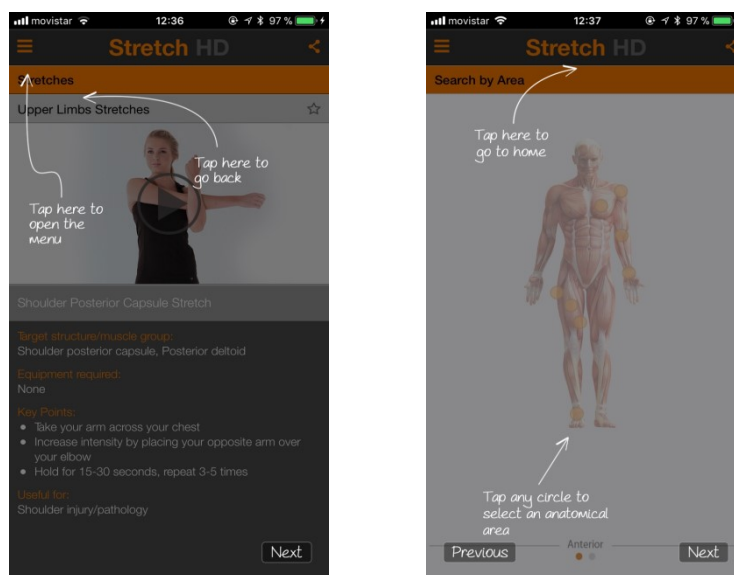 movistar 12:36 97 %
Stretch HD
Stretches
Upper Limbs Stretches
Tap here to
go back
Tap here to
open the
menu
Shoulder Posterior Capsule Stretch
Target structure/muscle group:
Shoulder posterior capsule, Posterior deltoid
Equipment required:
None
Key Points:
• Take your arm across your chest
• Increase intensity by placing your opposite arm over
your elbow
• Hold for 15-30 seconds, repeat 3-5 times
Useful for:
Shoulder injury/pathology
Next
movistar 12:37 97 %
Stretch HD
Search by Area
Tap here to
go to home
Tap any circle to
select an anatomical
area
Anterior
Previous Next